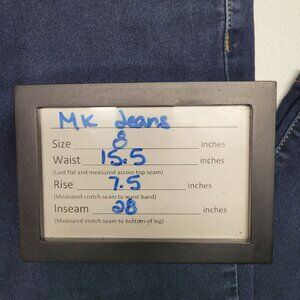 MK Jeans
Size 8 inches
Waist 15.5 inches
(Laid flat and measured across top seam)
Rise 7.5 inches
(Measured crotch seam to waist band)
Inseam 28 inches
(Measured crotch seam to bottom of leg)